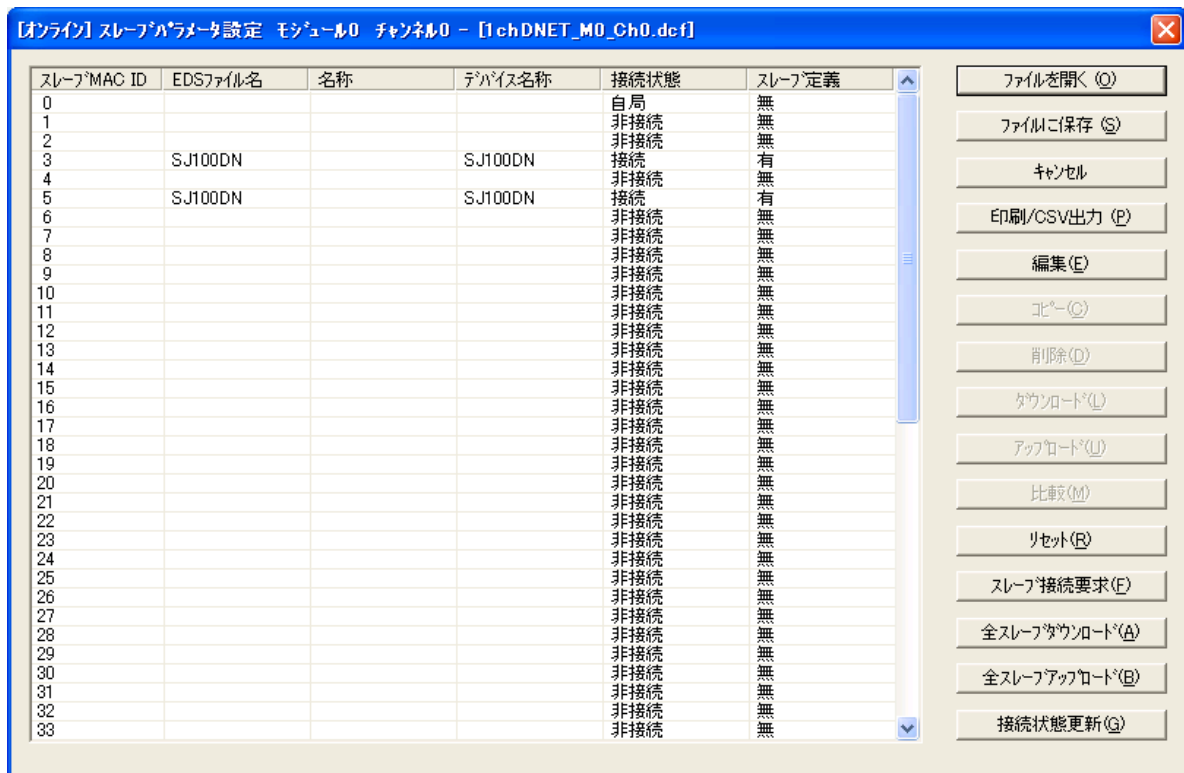 [オンライン] スレーブパラメータ設定 モジュール0 チャンネル0 - [1chDNET_M0_Ch0.dcf]
スレーブMAC ID EDSファイル名 名称 デバイス名称 接続状態 スレーブ定義
0 自局 無
1 非接続 無
2 非接続 無
3 SJ100DN SJ100DN 接続 有
4 非接続 無
5 SJ100DN SJ100DN 接続 有
6 非接続 無
7 非接続 無
8 非接続 無
9 非接続 無
10 非接続 無
11 非接続 無
12 非接続 無
13 非接続 無
14 非接続 無
15 非接続 無
16 非接続 無
17 非接続 無
18 非接続 無
19 非接続 無
20 非接続 無
21 非接続 無
22 非接続 無
23 非接続 無
24 非接続 無
25 非接続 無
26 非接続 無
27 非接続 無
28 非接続 無
29 非接続 無
30 非接続 無
31 非接続 無
32 非接続 無
33 非接続 無
ファイルを開く (O)
ファイルに保存 (S)
キャンセル
印刷/CSV出力 (P)
編集(E)
コピー(C)
削除(D)
ダウンロード(L)
アップロード(U)
比較(M)
リセット(R)
スレーブ接続要求(F)
全スレーブダウンロード(A)
全スレーブアップロード(B)
接続状態更新(G)